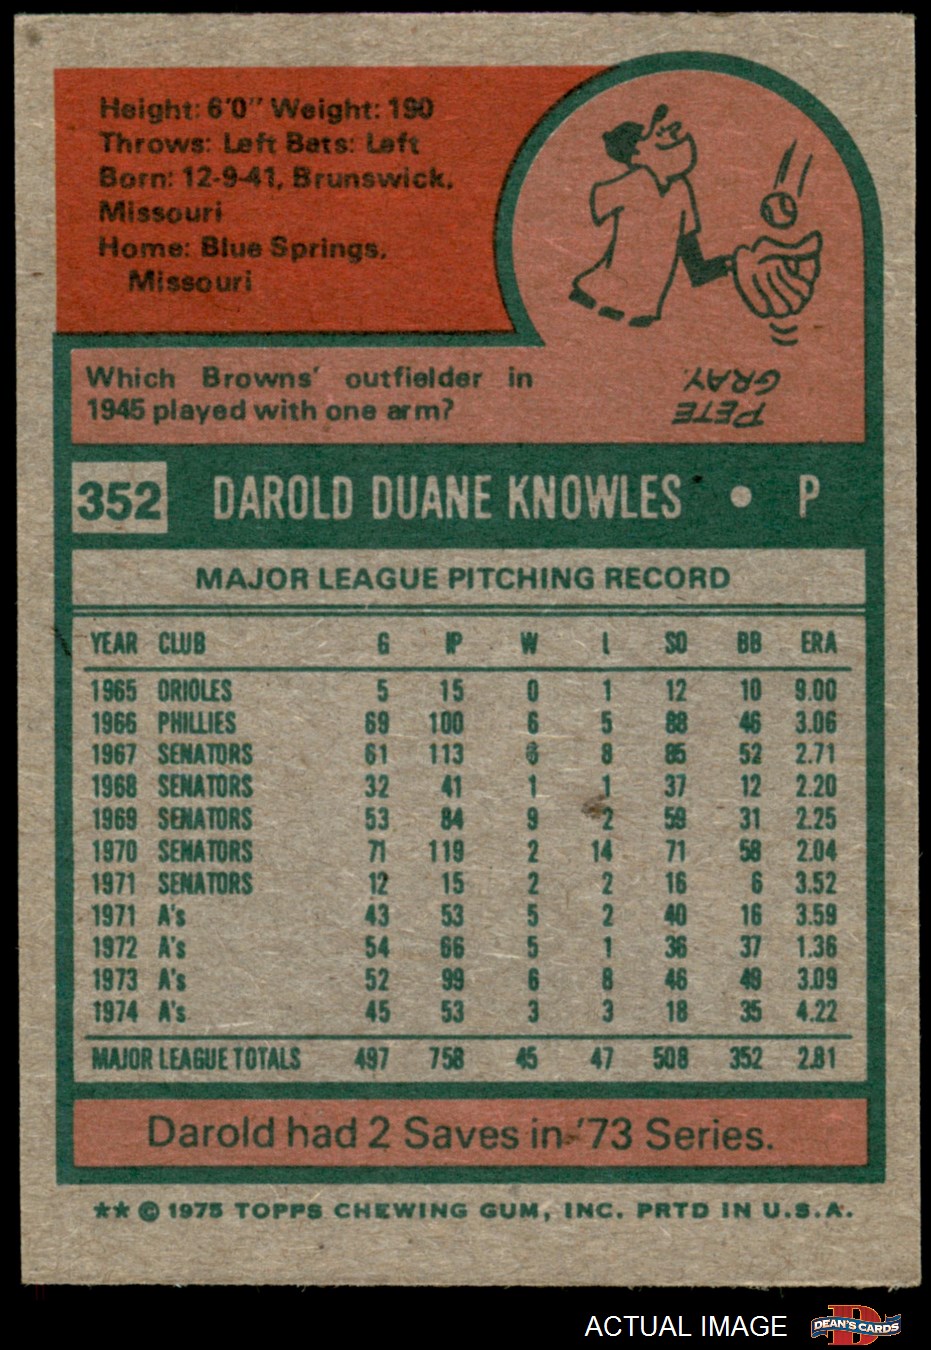 Height: 6'0" Weight: 190
Throws: Left Bats: Left
Born: 12-9-41, Brunswick,
Missouri
Home: Blue Springs,
Missouri
Which Browns' outfielder in
1945 played with one arm?
PETE
GRAY.
352 DAROLD DUANE KNOWLES • P
MAJOR LEAGUE PITCHING RECORD
YEAR CLUB G IP W L SO BB ERA
1965 ORIOLES 5 15 0 1 12 10 9.00
1966 PHILLIES 69 100 6 5 88 46 3.06
1967 SENATORS 61 113 6 8 85 52 2.71
1968 SENATORS 32 41 1 1 37 12 2.20
1969 SENATORS 53 84 9 2 59 31 2.25
1970 SENATORS 71 119 2 14 71 58 2.04
1971 SENATORS 12 15 2 2 16 6 3.52
1971 A's 43 53 5 2 40 16 3.59
1972 A's 54 66 5 1 36 37 1.36
1973 A's 52 99 6 8 46 49 3.09
1974 A's 45 53 3 3 18 35 4.22
MAJOR LEAGUE TOTALS 497 758 45 47 508 352 2.81
Darold had 2 Saves in '73 Series.
** © 1975 TOPPS CHEWING GUM, INC. PRTD IN U.S.A.
ACTUAL IMAGE
D
DEAN'S CARDS